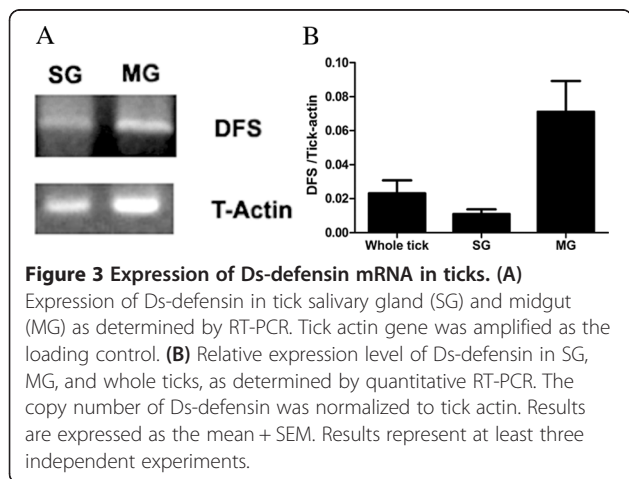 A
B
SG MG
DFS
T-Actin
DFS /Tick-actin
0.10
0.08
0.06
0.04
0.02
0.00
Whole tick SG MG
Figure 3 Expression of Ds-defensin mRNA in ticks. (A)
Expression of Ds-defensin in tick salivary gland (SG) and midgut
(MG) as determined by RT-PCR. Tick actin gene was amplified as the
loading control. (B) Relative expression level of Ds-defensin in SG,
MG, and whole ticks, as determined by quantitative RT-PCR. The
copy number of Ds-defensin was normalized to tick actin. Results
are expressed as the mean + SEM. Results represent at least three
independent experiments.